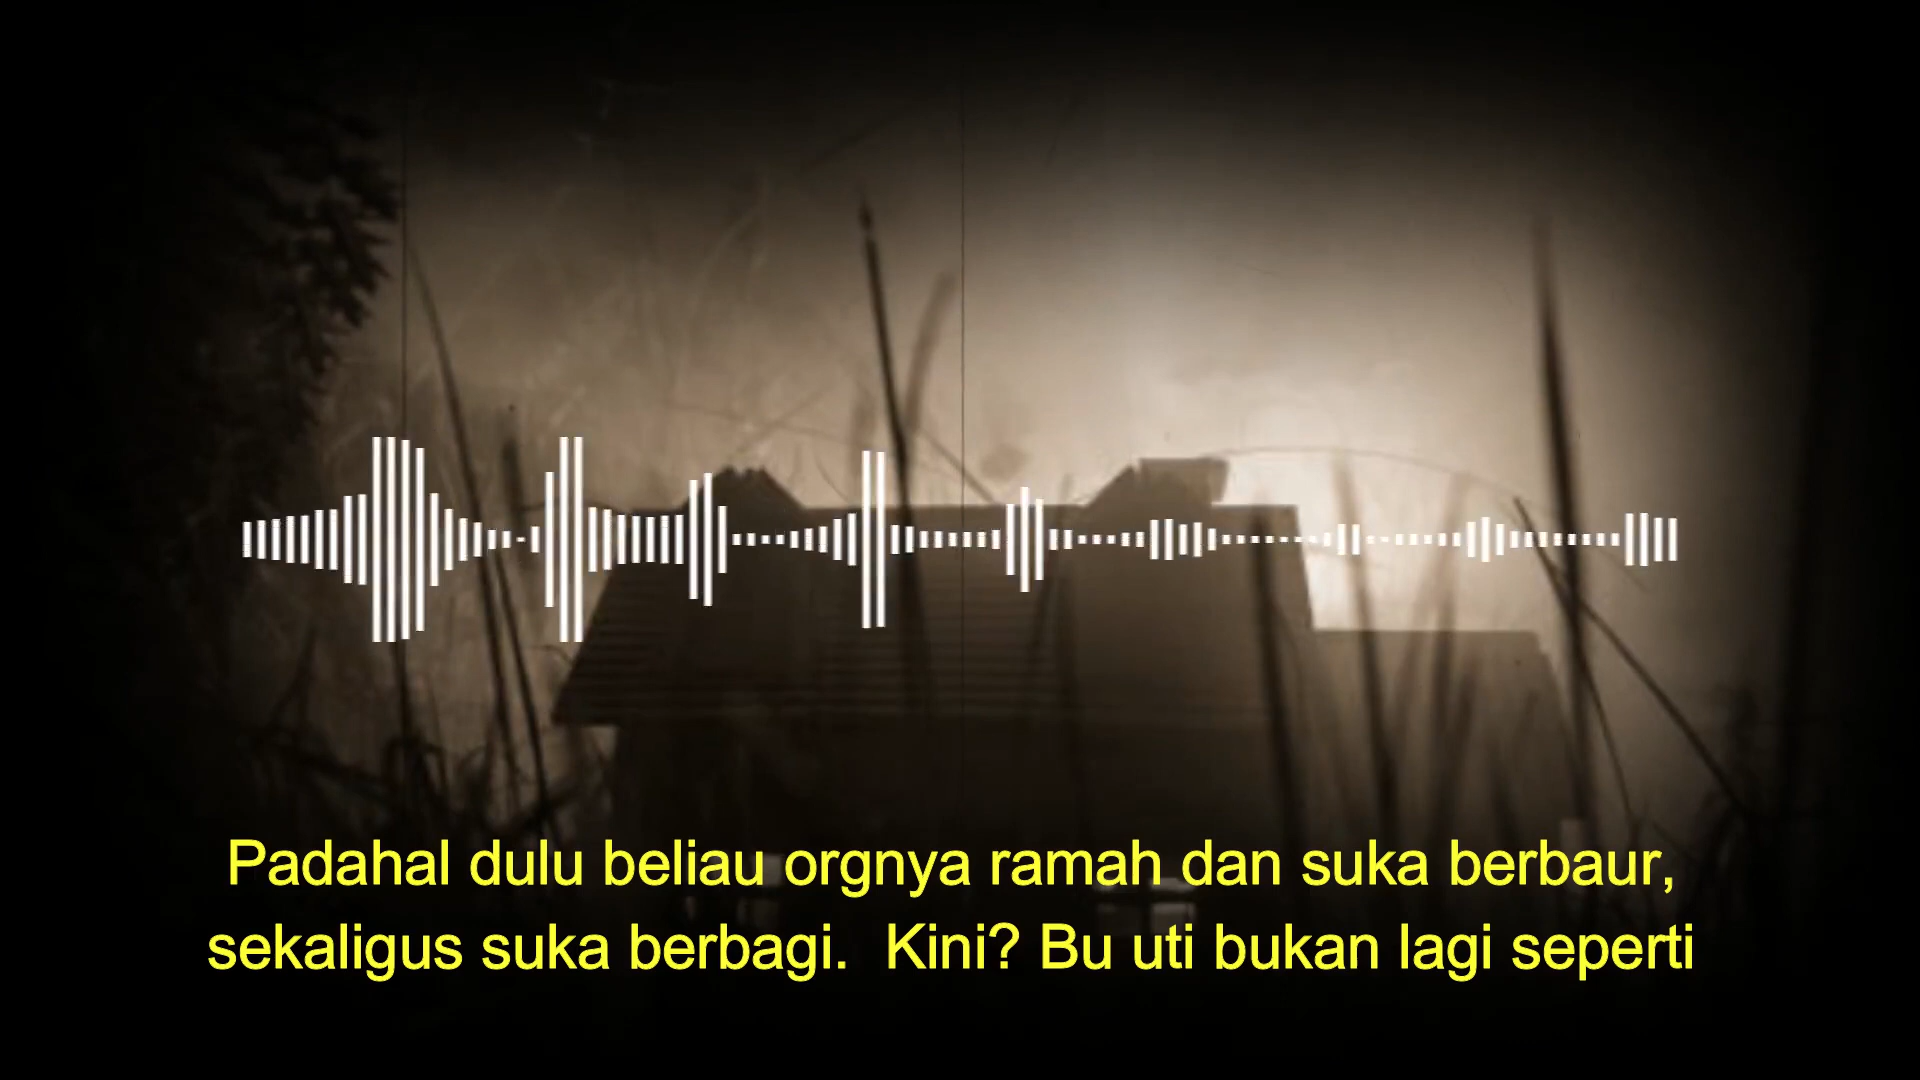 Padahal dulu beliau orgnya ramah dan suka berbaur,
sekaligus suka berbagi.  Kini? Bu uti bukan lagi seperti